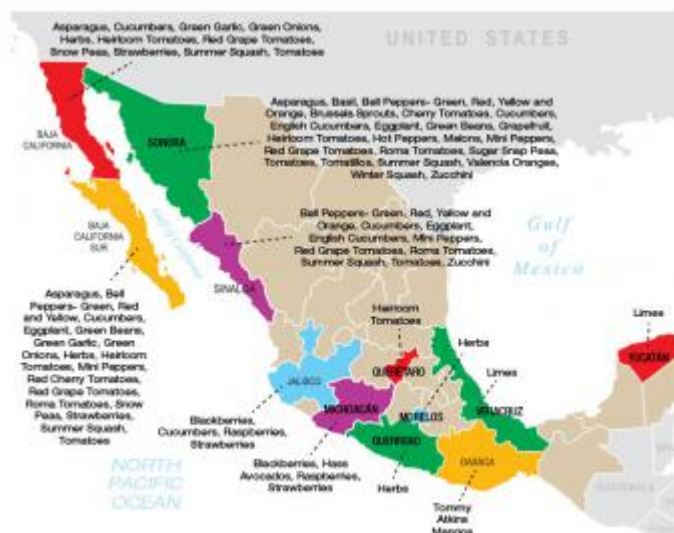 Asparagus, Cucumbers, Green Garlic, Green Onions,
Herbs, Heirloom Tomatoes, Red Grape Tomatoes,
Snow Peas, Strawberries, Summer Squash, Tomatoes
UNITED STATES
BAJA
CALIFORNIA
SONORA
Asparagus, Basil, Bell Peppers- Green, Red, Yellow and
Orange, Brussels Sprouts, Cherry Tomatoes, Cucumbers,
English Cucumbers, Eggplant, Green Beans, Grapefruit,
Heirloom Tomatoes, Hot Peppers, Melons, Mini Peppers,
Red Grape Tomatoes, Roma Tomatoes, Sugar Snap Peas,
Tomatoes, Tomatillos, Summer Squash, Valencia Oranges,
Winter Squash, Zucchini
BAJA
CALIFORNIA
SUR
Gulf of California
Bell Peppers- Green, Red, Yellow and
Orange, Cucumbers, Eggplant,
English Cucumbers, Mini Peppers,
Red Grape Tomatoes, Roma Tomatoes,
Summer Squash, Tomatoes, Zucchini
Gulf
of
Mexico
SINALOA
Asparagus, Bell
Peppers- Green, Red
and Yellow, Cucumbers,
Eggplant, Green Beans,
Green Garlic, Green
Onions, Herbs, Heirloom
Tomatoes, Mini Peppers,
Red Cherry Tomatoes,
Red Grape Tomatoes,
Roma Tomatoes, Snow
Peas, Strawberries,
Summer Squash,
Tomatoes
Heirloom
Tomatoes
Herbs
Limes
Limes
YUCATÁN
QUERÉTARO
JALISCO
MICHOACÁN
MORELOS
VERACRUZ
GUERRERO
OAXACA
Blackberries,
Cucumbers, Raspberries,
Strawberries
Blackberries, Hass
Avocados, Raspberries,
Strawberries
Herbs
Tommy
Atkins
Mangos
NORTH
PACIFIC
OCEAN
GUATEMALA